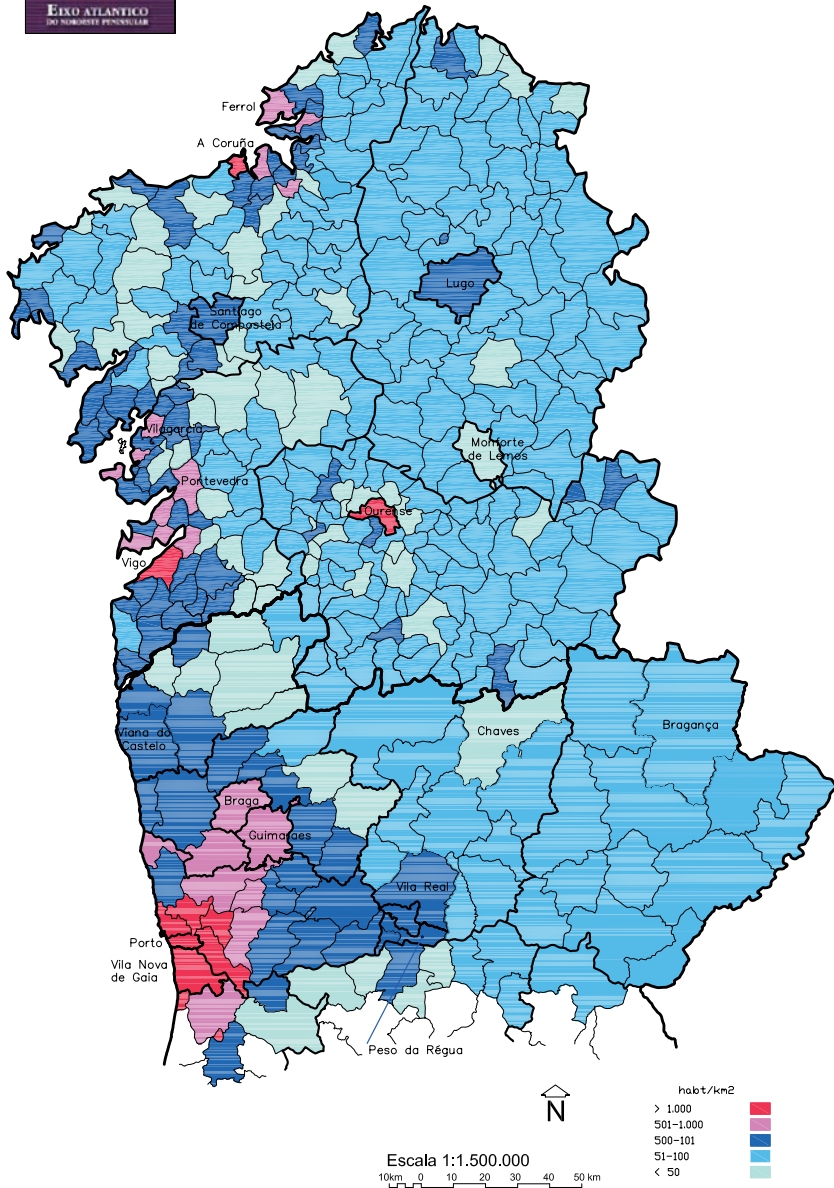 EIXO ATLANTICO
DO NOROESTE PENINSULAR
Ferrol
A Coruña
Lugo
Santiago
de Compostela
Vilagarcía
Monforte
de Lemos
Pontevedra
Ourense
Vigo
Viana do
Castelo
Chaves
Bragança
Braga
Guimaraes
Vila Real
Porto
Vila Nova
de Gaia
Peso da Régua
N
habt/km2
> 1.000
501-1.000
500-101
51-100
< 50
Escala 1:1.500.000
10km 0 10 20 30 40 50 km